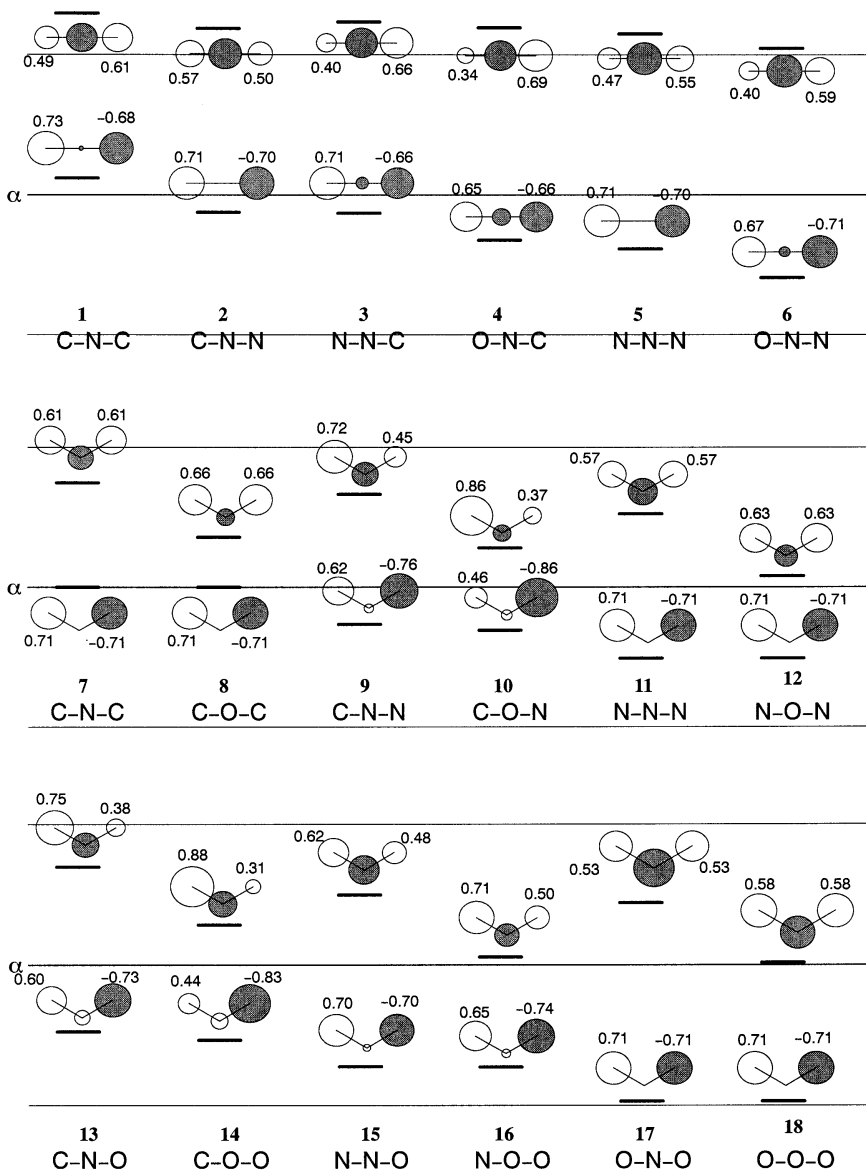 0.49 0.61 0.57 0.50 0.40 0.66 0.34 0.69 0.47 0.55 0.40 0.59
0.73 −0.68 0.71 −0.70 0.71 −0.66 0.65 −0.66 0.71 −0.70 0.67 −0.71
α
1 2 3 4 5 6
C–N–C C–N–N N–N–C O–N–C N–N–N O–N–N
0.61 0.61 0.66 0.66 0.72 0.45 0.86 0.37 0.57 0.57 0.63 0.63
α
0.71 −0.71 0.71 −0.71 0.62 −0.76 0.46 −0.86 0.71 −0.71 0.71 −0.71
7 8 9 10 11 12
C–N–C C–O–C C–N–N C–O–N N–N–N N–O–N
0.75 0.38 0.88 0.31 0.62 0.48 0.71 0.50 0.53 0.53 0.58 0.58
α
0.60 −0.73 0.44 −0.83 0.70 −0.70 0.65 −0.74 0.71 −0.71 0.71 −0.71
13 14 15 16 17 18
C–N–O C–O–O N–N–O N–O–O O–N–O O–O–O